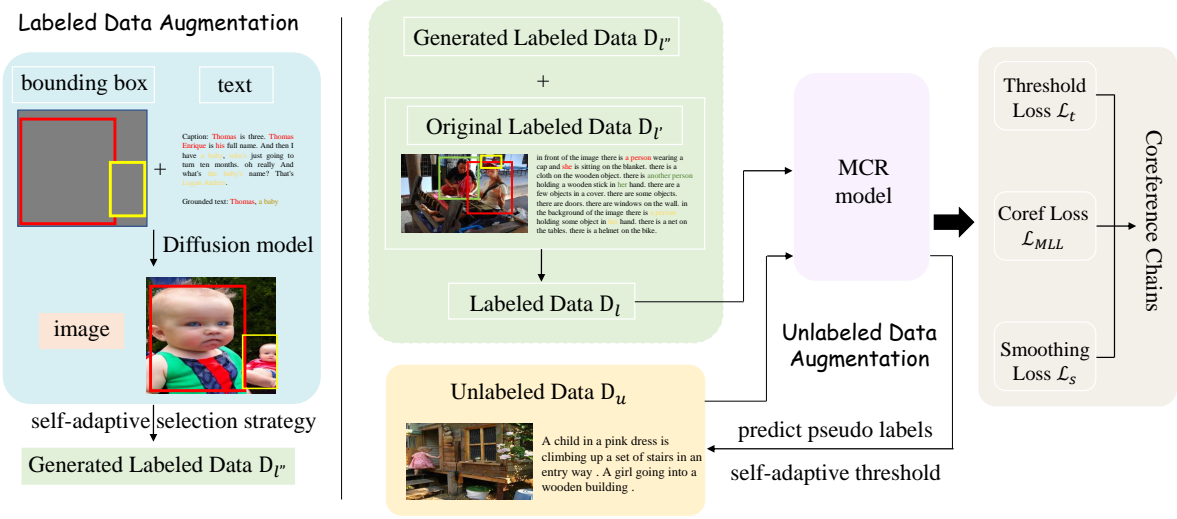 Labeled Data Augmentation
bounding box
text
Caption: Thomas is three. Thomas
Enrique is his full name. And then I
have a baby, who's just going to
turn ten months. oh really And
what's the baby's name? That's
Grounded text: Thomas, a baby
+
Diffusion model
image
self-adaptive selection strategy
Generated Labeled Data D_l''
Generated Labeled Data D_l''
+
Original Labeled Data D_l'
in front of the image there is a person wearing a
cap and she is sitting on the blanket. there is a
cloth on the wooden object. there is another person
holding a wooden stick in her hand. there are a
few objects in a cover. there are some objects.
there are doors. there are windows on the wall. in
the background of the image there is
holding some object in hand. there is a net on
the tables. there is a helmet on the bike.
Labeled Data D_l
Unlabeled Data D_u
A child in a pink dress is
climbing up a set of stairs in an
entry way . A girl going into a
wooden building .
MCR
model
Unlabeled Data
Augmentation
predict pseudo labels
self-adaptive threshold
Threshold
Loss ℒ_t
Coref Loss
ℒ_MLL
Smoothing
Loss ℒ_s
Coreference Chains